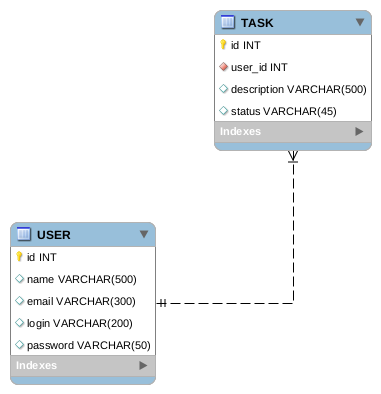 TASK
id INT
user_id INT
description VARCHAR(500)
status VARCHAR(45)
Indexes
USER
id INT
name VARCHAR(500)
email VARCHAR(300)
login VARCHAR(200)
password VARCHAR(50)
Indexes